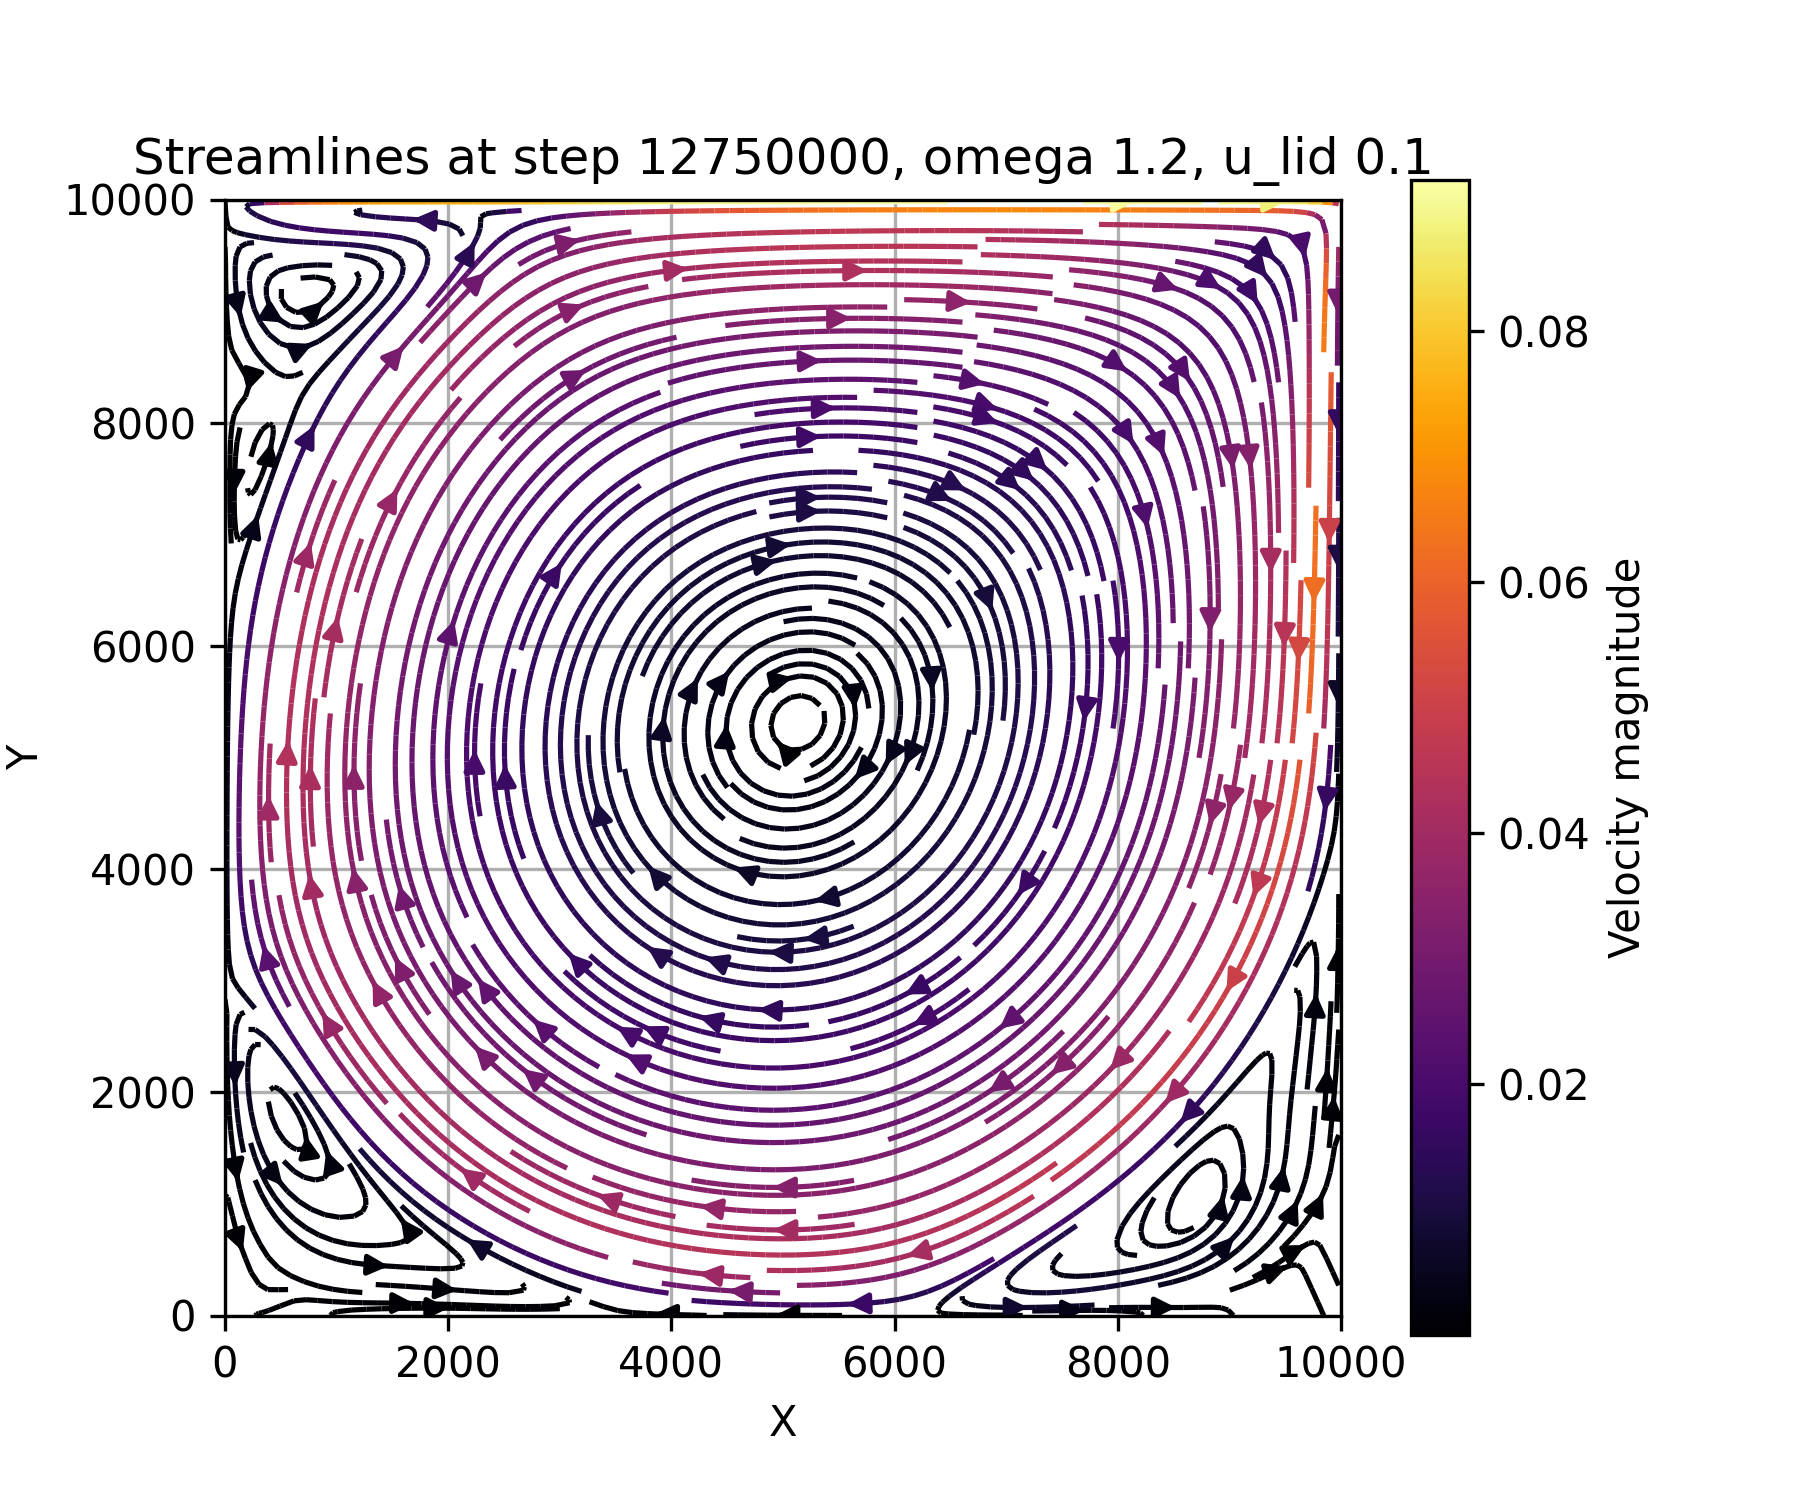 Streamlines at step 12750000, omega 1.2, u_lid 0.1
10000
8000
6000
4000
2000
0
Y
0 2000 4000 6000 8000 10000
X
0.08
0.06
0.04
0.02
Velocity magnitude